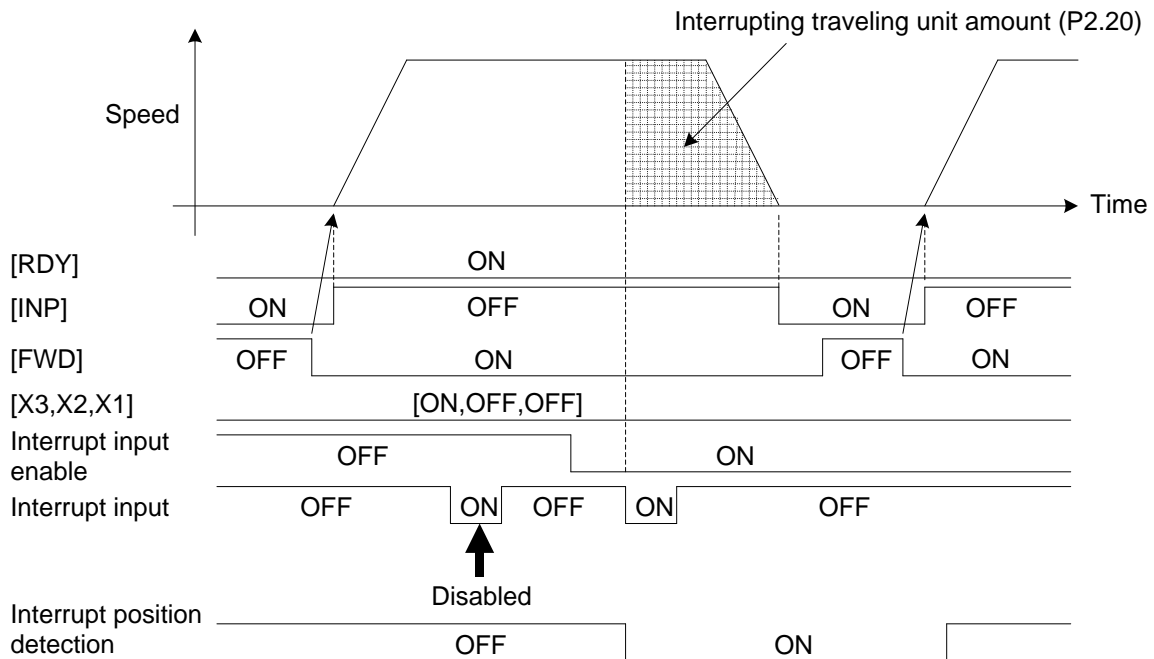 Interrupting traveling unit amount (P2.20)
Speed
Time
[RDY] ON
[INP] ON OFF ON OFF
[FWD] OFF ON OFF ON
[X3,X2,X1] [ON,OFF,OFF]
Interrupt input
enable OFF ON
Interrupt input OFF ON OFF ON OFF
Disabled
Interrupt position
detection OFF ON